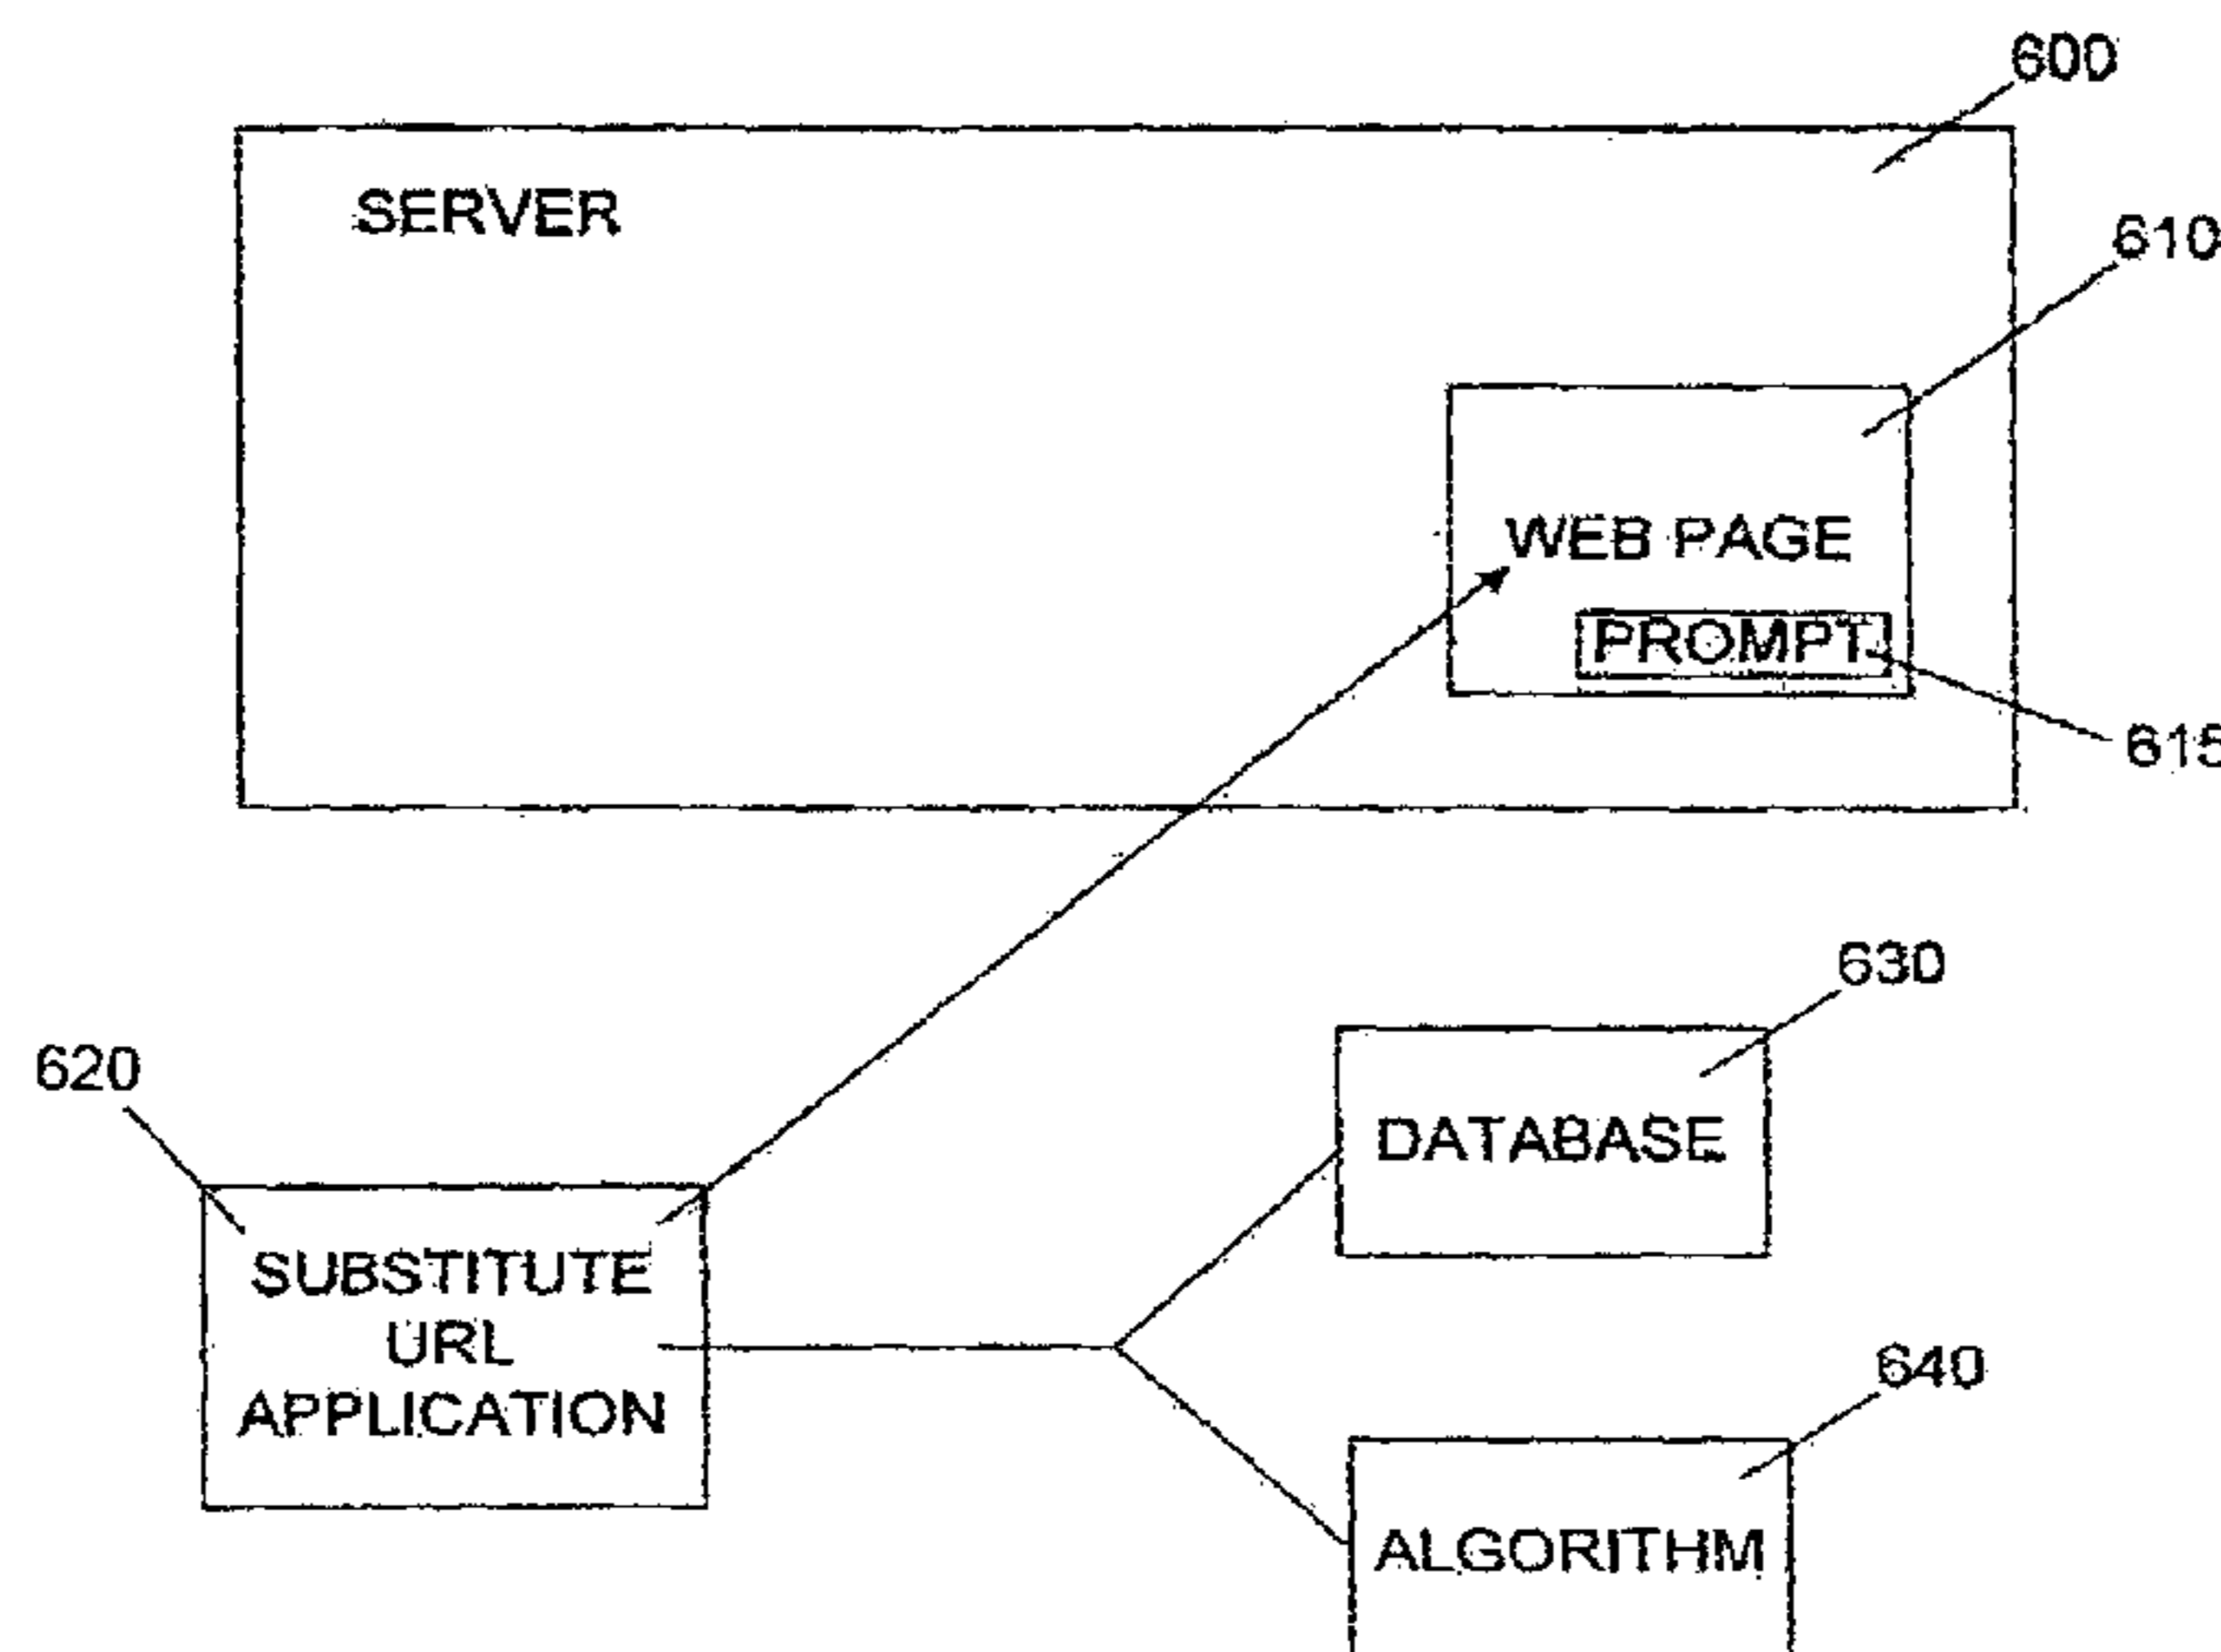 600
SERVER
610
WEB PAGE
PROMPT
615
630
620
DATABASE
SUBSTITUTE
URL
APPLICATION
640
ALGORITHM